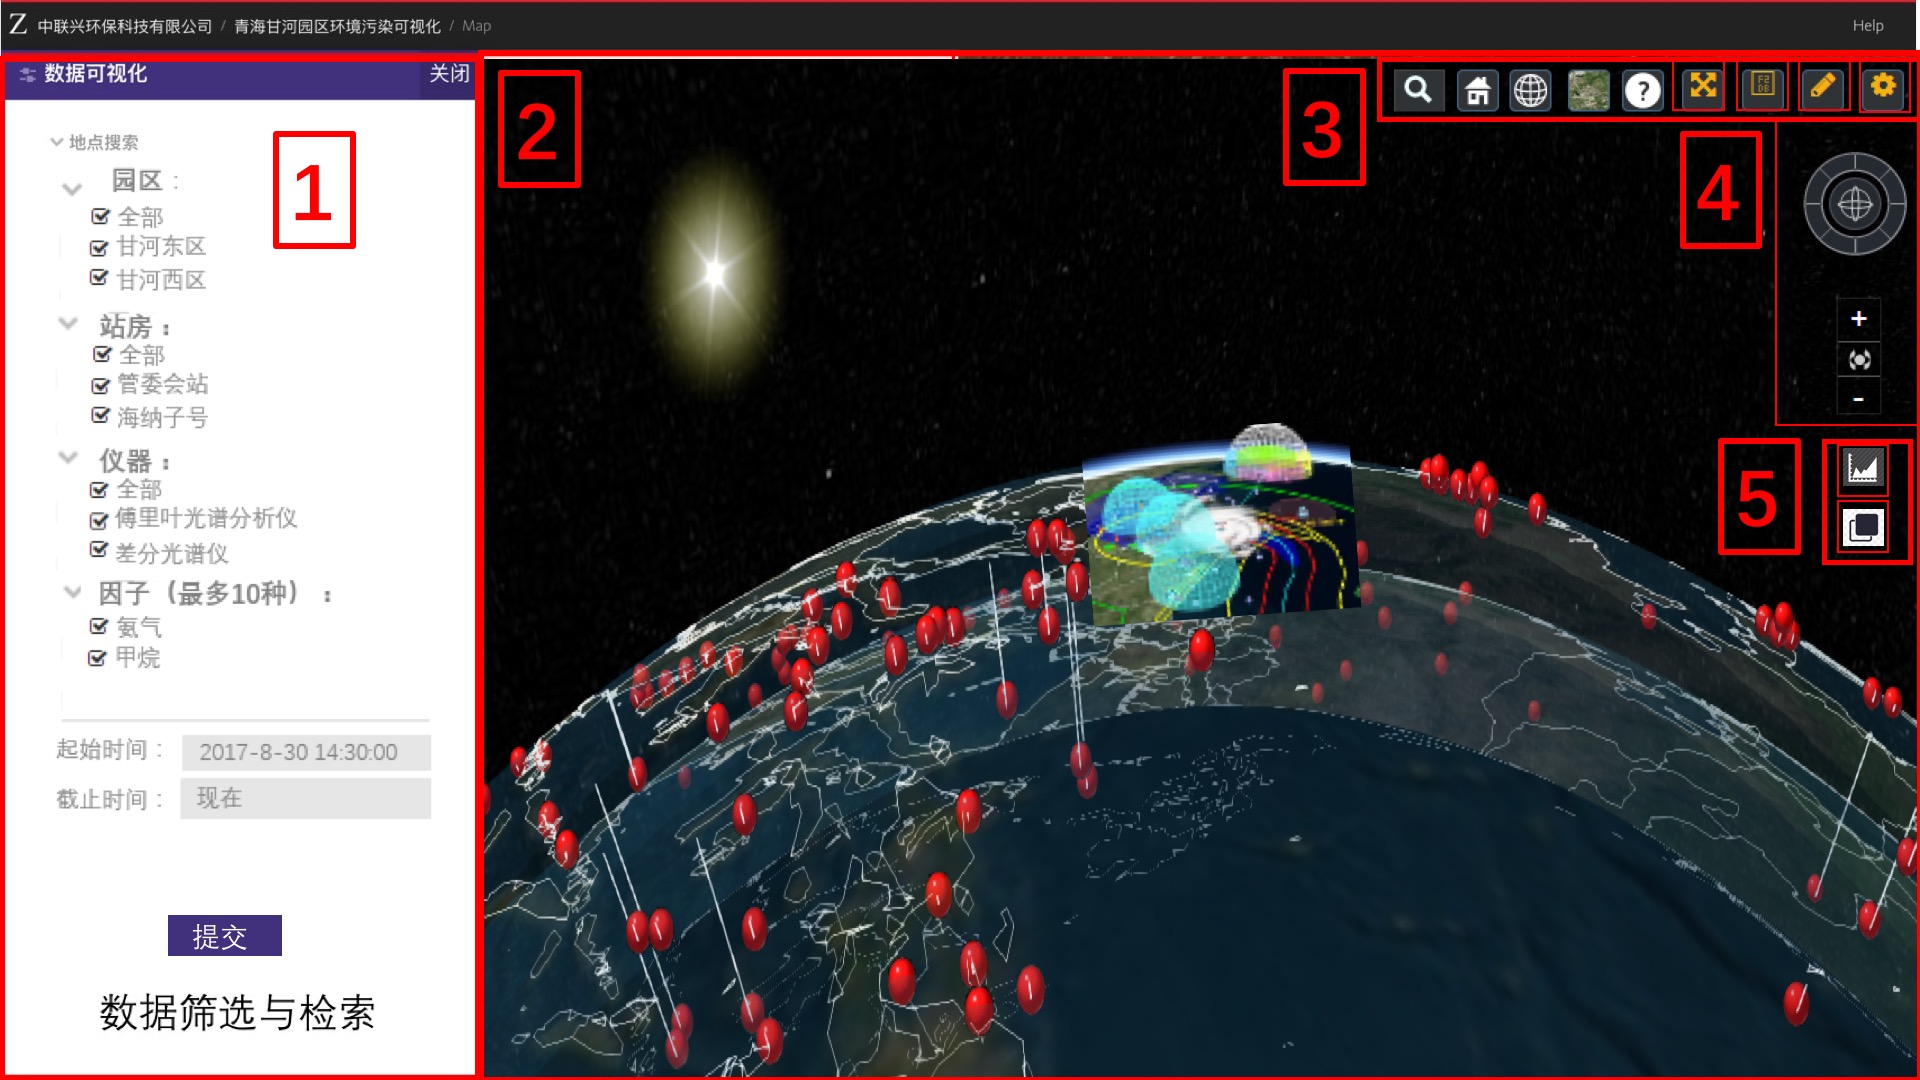 Z 中联兴环保科技有限公司 / 青海甘河园区环境污染可视化 / Map
Help
数据可视化
关闭
地点搜索
园区 :
全部
甘河东区
甘河西区
站房 :
全部
管委会站
海纳子号
仪器 :
全部
傅里叶光谱分析仪
差分光谱仪
因子（最多10种） :
氨气
甲烷
起始时间 : 2017-8-30 14:30:00
截止时间 : 现在
提交
数据筛选与检索
1
2
3
?
4
+
-
5